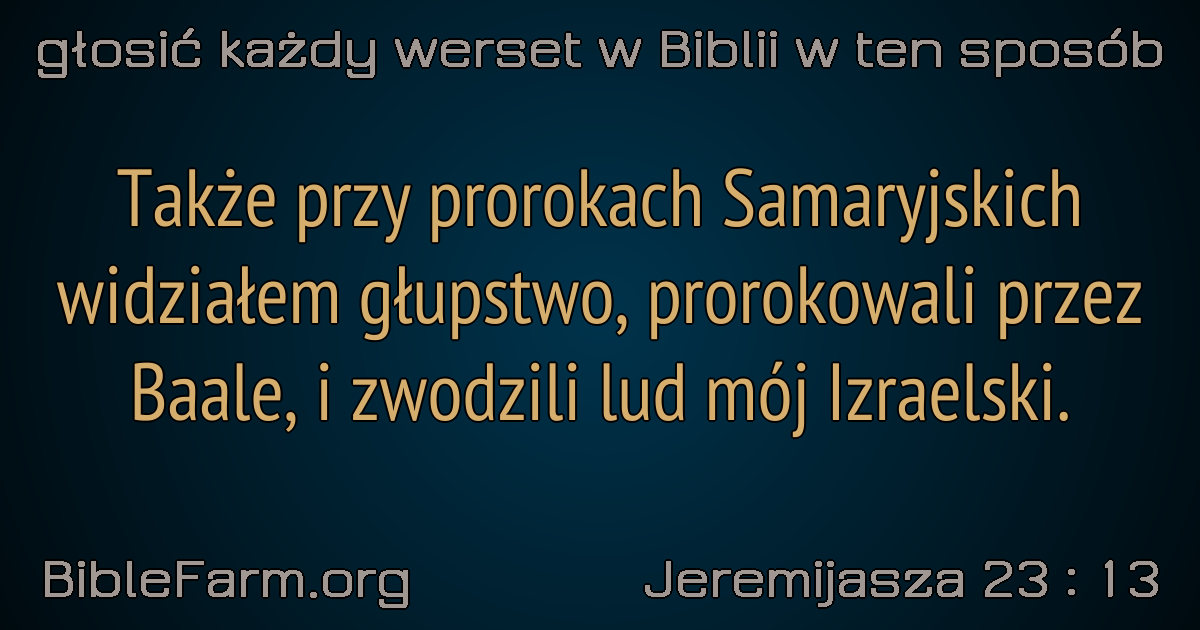 głosić każdy werset w Biblii w ten sposób
Także przy prorokach Samaryjskich
widziałem głupstwo, prorokowali przez
Baale, i zwodzili lud mój Izraelski.
BibleFarm.org
Jeremijasza 23 : 13